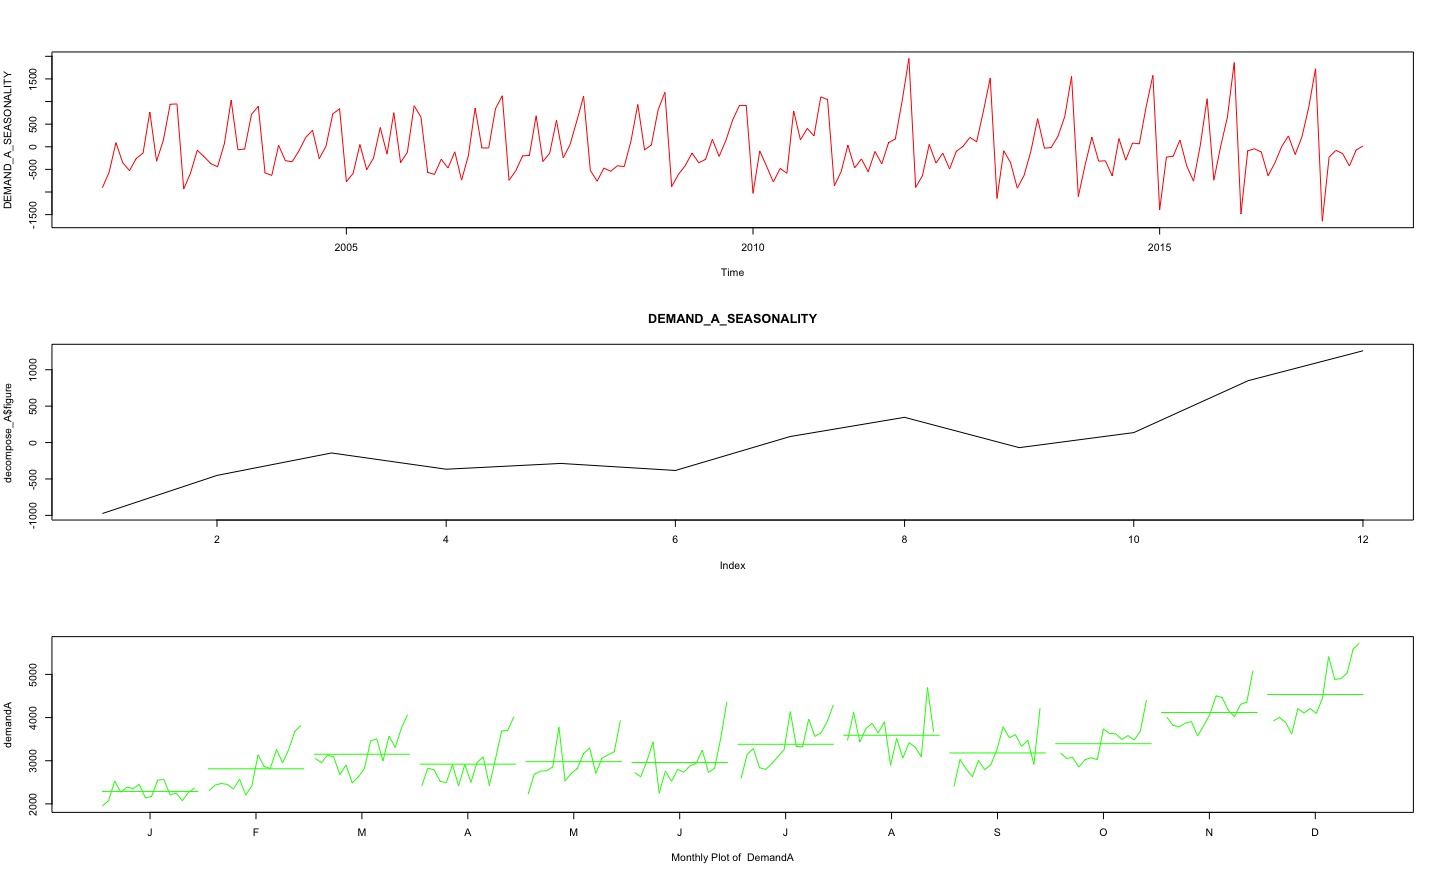 DEMAND_A_SEASONALITY
1500
500
0
-500
-1500
2005 2010 2015
Time
DEMAND_A_SEASONALITY
decompose_A$figure
1000
500
0
-500
-1000
2 4 6 8 10 12
Index
demandA
5000
4000
3000
2000
J F M A M J J A S O N D
Monthly Plot of DemandA